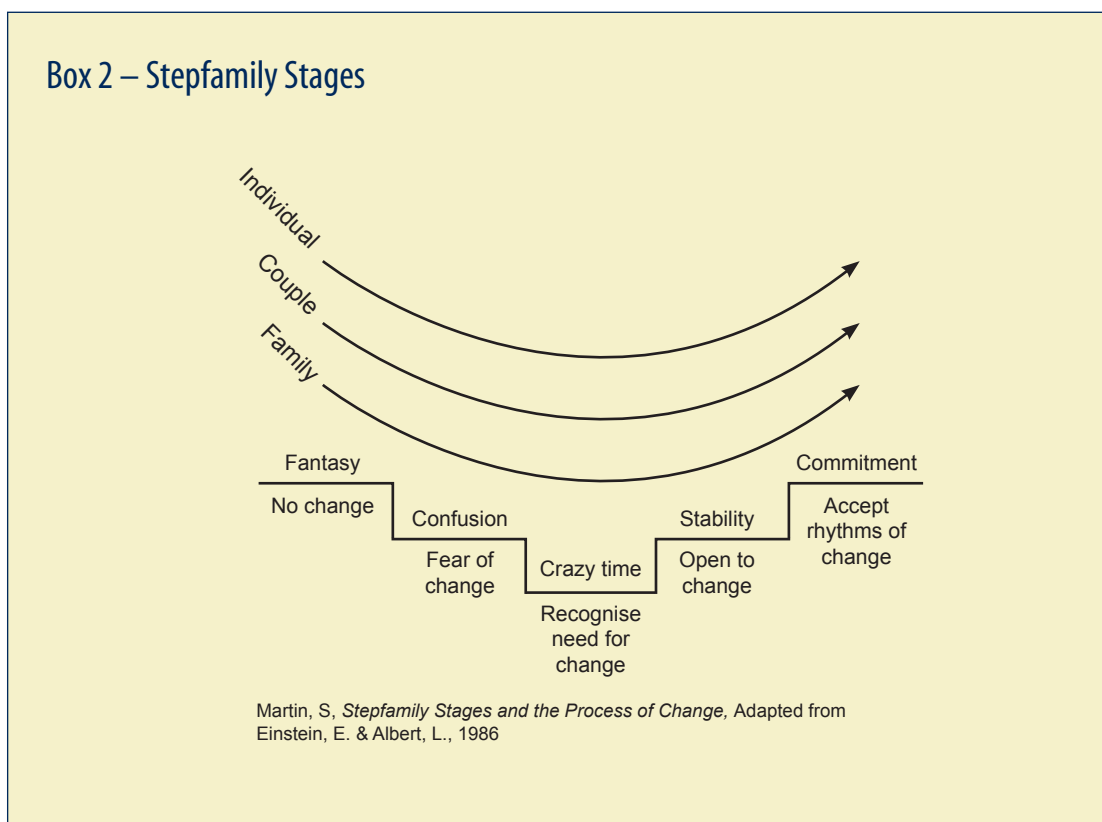 Box 2 – Stepfamily Stages
Individual
Couple
Family
Fantasy
No change
Confusion
Fear of
change
Crazy time
Recognise
need for
change
Stability
Open to
change
Commitment
Accept
rhythms of
change
Martin, S, Stepfamily Stages and the Process of Change, Adapted from
Einstein, E. & Albert, L., 1986